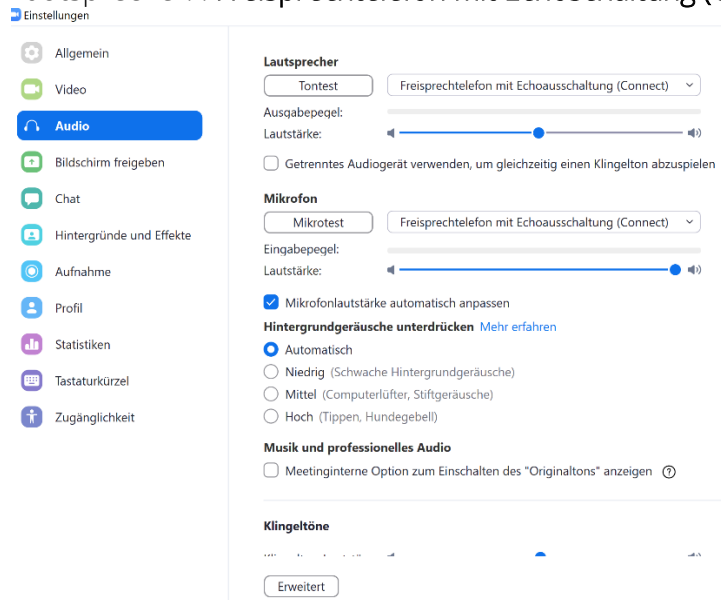 Freisprechtelefon mit Echoausschaltung (
Einstellungen
Allgemein
Video
Audio
Bildschirm freigeben
Chat
Hintergründe und Effekte
Aufnahme
Profil
Statistiken
Tastaturkürzel
Zugänglichkeit
Lautsprecher
Tontest Freisprechtelefon mit Echoausschaltung (Connect)
Ausgabepegel:
Lautstärke:
Getrenntes Audiogerät verwenden, um gleichzeitig einen Klingelton abzuspielen
Mikrofon
Mikrotest Freisprechtelefon mit Echoausschaltung (Connect)
Eingabepegel:
Lautstärke:
Mikrofonlautstärke automatisch anpassen
Hintergrundgeräusche unterdrücken Mehr erfahren
Automatisch
Niedrig (Schwache Hintergrundgeräusche)
Mittel (Computerlüfter, Stiftgeräusche)
Hoch (Tippen, Hundegebell)
Musik und professionelles Audio
Meetinginterne Option zum Einschalten des "Originaltons" anzeigen ?
Klingeltöne
Erweitert